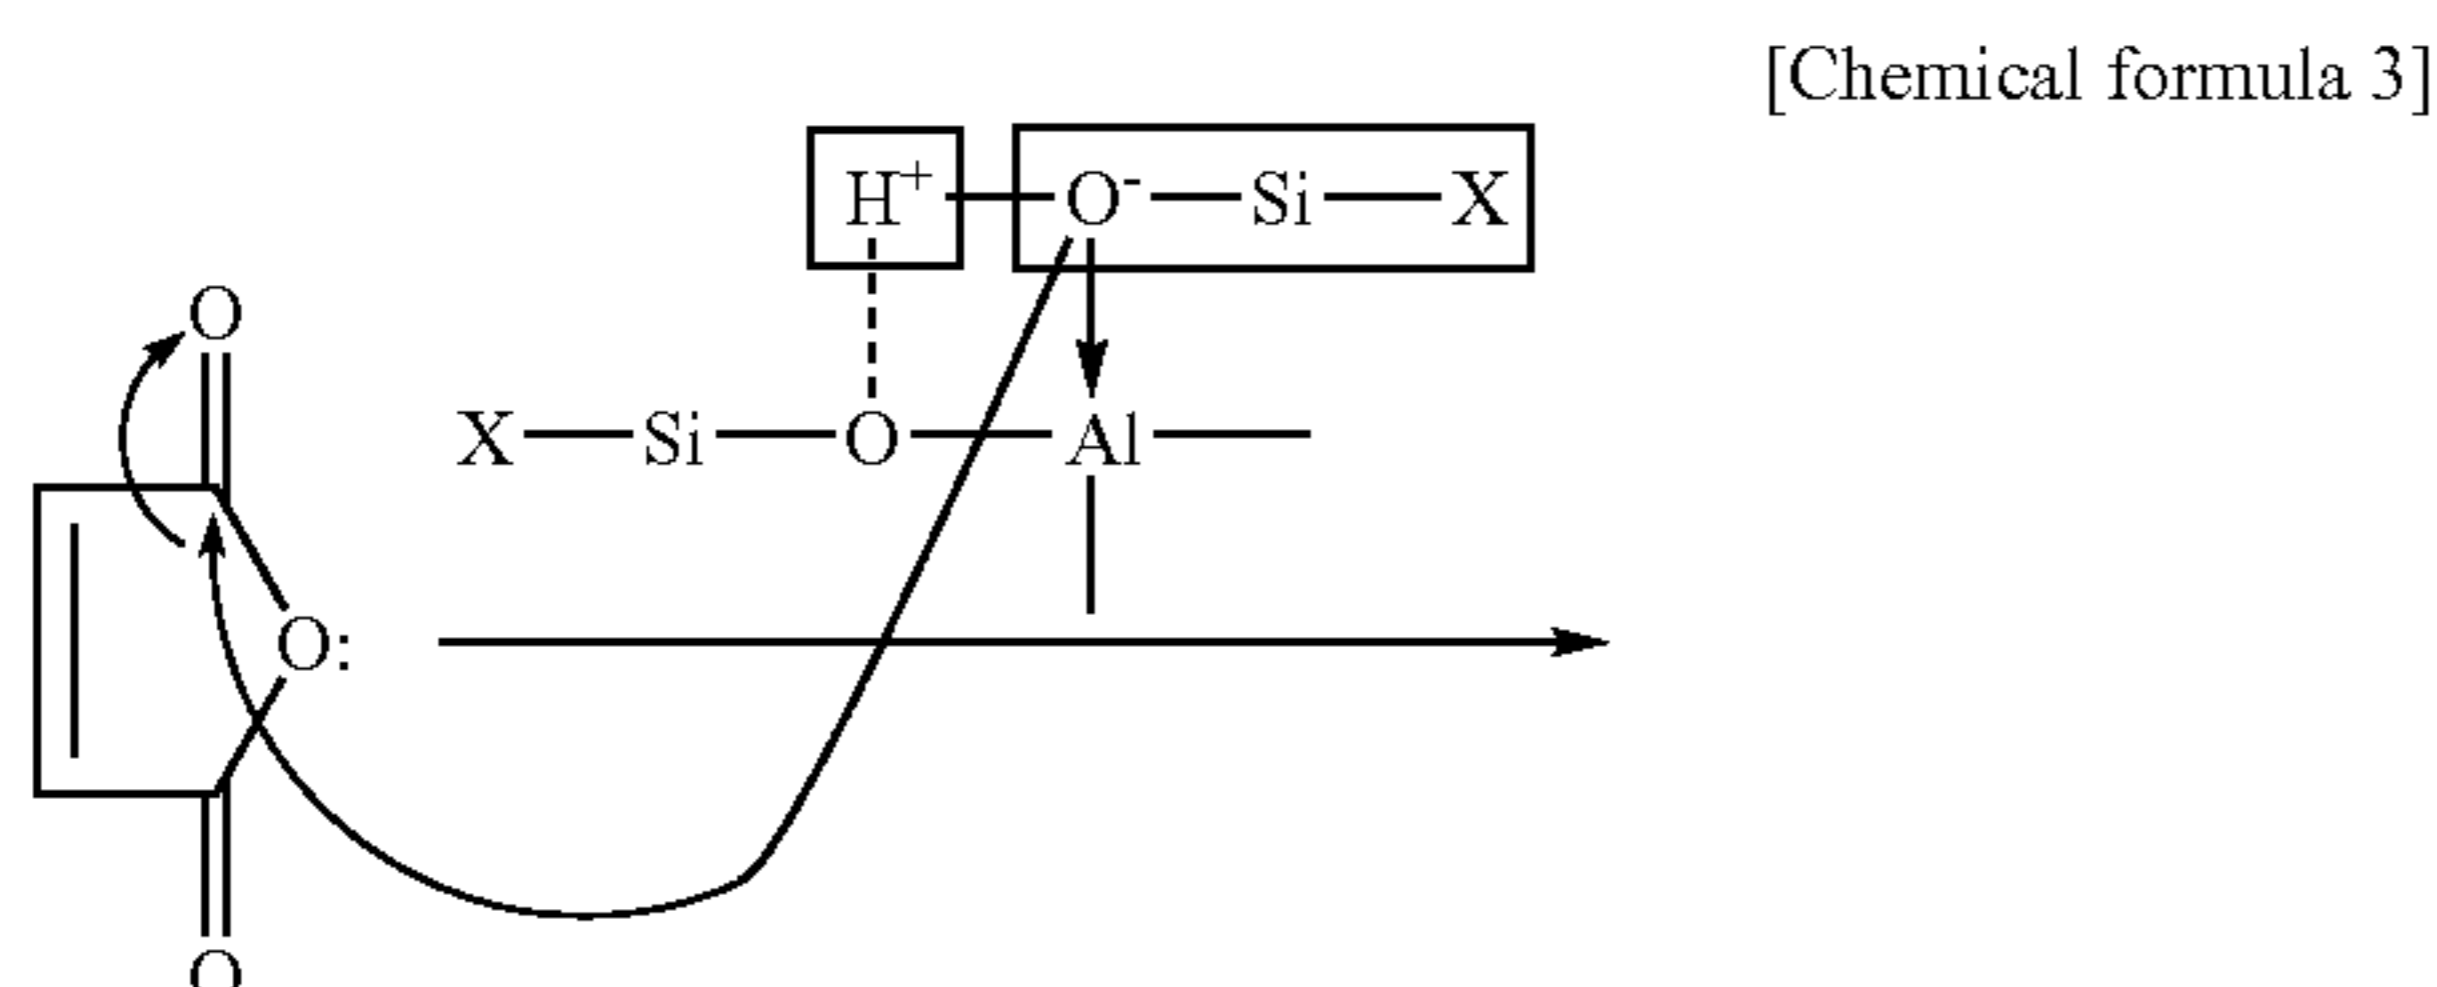 [Chemical formula 3]
H⁺ O⁻ Si X
O
X Si O Al
O:
O